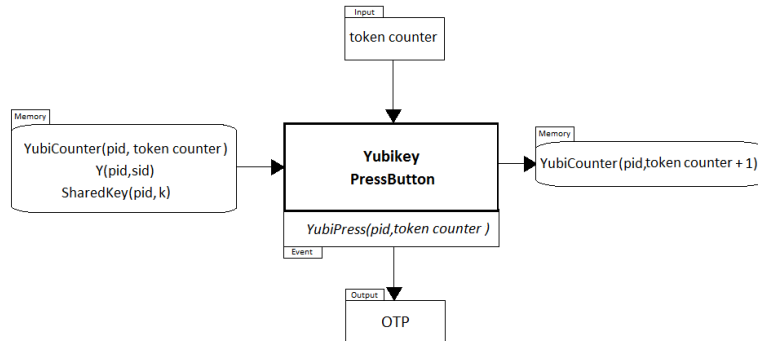 Input
token counter
Memory
YubiCounter(pid, token counter )
Y(pid,sid)
SharedKey(pid, k)
Yubikey
PressButton
Memory
YubiCounter(pid,token counter + 1)
YubiPress(pid,token counter )
Event
Output
OTP